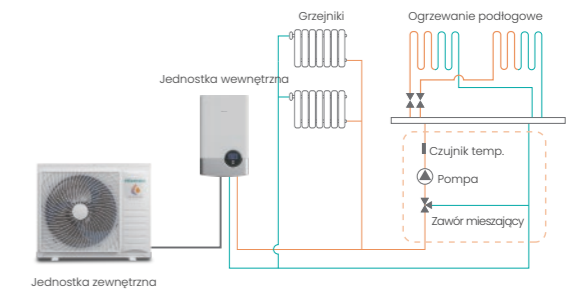 Grzejniki
Ogrzewanie podłogowe
Jednostka wewnętrzna
Czujnik temp.
Pompa
Zawór mieszający
Jednostka zewnętrzna